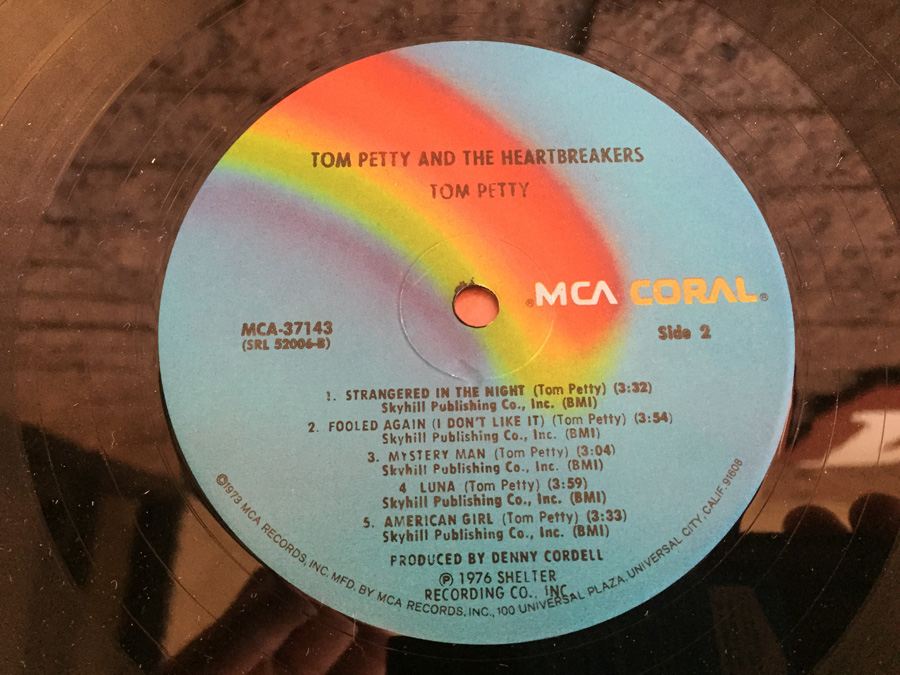 TOM PETTY AND THE HEARTBREAKERS
TOM PETTY
®MCA CORAL®
MCA-37143
(SRL 52006-B)
Side 2
1. STRANGERED IN THE NIGHT (Tom Petty) (3:32)
Skyhill Publishing Co., Inc. (BMI)
2. FOOLED AGAIN (I DON'T LIKE IT) (Tom Petty) (3:54)
Skyhill Publishing Co., Inc. (BMI)
3. MYSTERY MAN (Tom Petty) (3:04)
Skyhill Publishing Co., Inc. (BMI)
4 LUNA (Tom Petty) (3:59)
Skyhill Publishing Co., Inc. (BMI)
5. AMERICAN GIRL (Tom Petty) (3:33)
Skyhill Publishing Co., Inc. (BMI)
PRODUCED BY DENNY CORDELL
℗ 1976 SHELTER
RECORDING CO., INC.
©1973 MCA RECORDS, INC. MFD. BY MCA RECORDS, INC., 100 UNIVERSAL PLAZA, UNIVERSAL CITY, CALIF. 91608